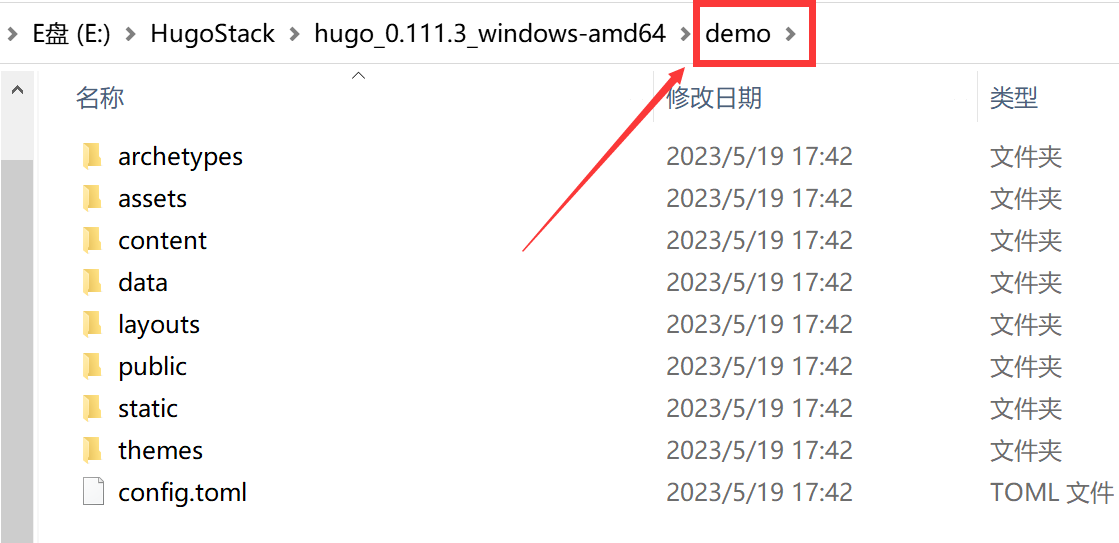 E盘 (E:) HugoStack hugo_0.111.3_windows-amd64 demo
名称 修改日期 类型
archetypes 2023/5/19 17:42 文件夹
assets 2023/5/19 17:42 文件夹
content 2023/5/19 17:42 文件夹
data 2023/5/19 17:42 文件夹
layouts 2023/5/19 17:42 文件夹
public 2023/5/19 17:42 文件夹
static 2023/5/19 17:42 文件夹
themes 2023/5/19 17:42 文件夹
config.toml 2023/5/19 17:42 TOML 文件